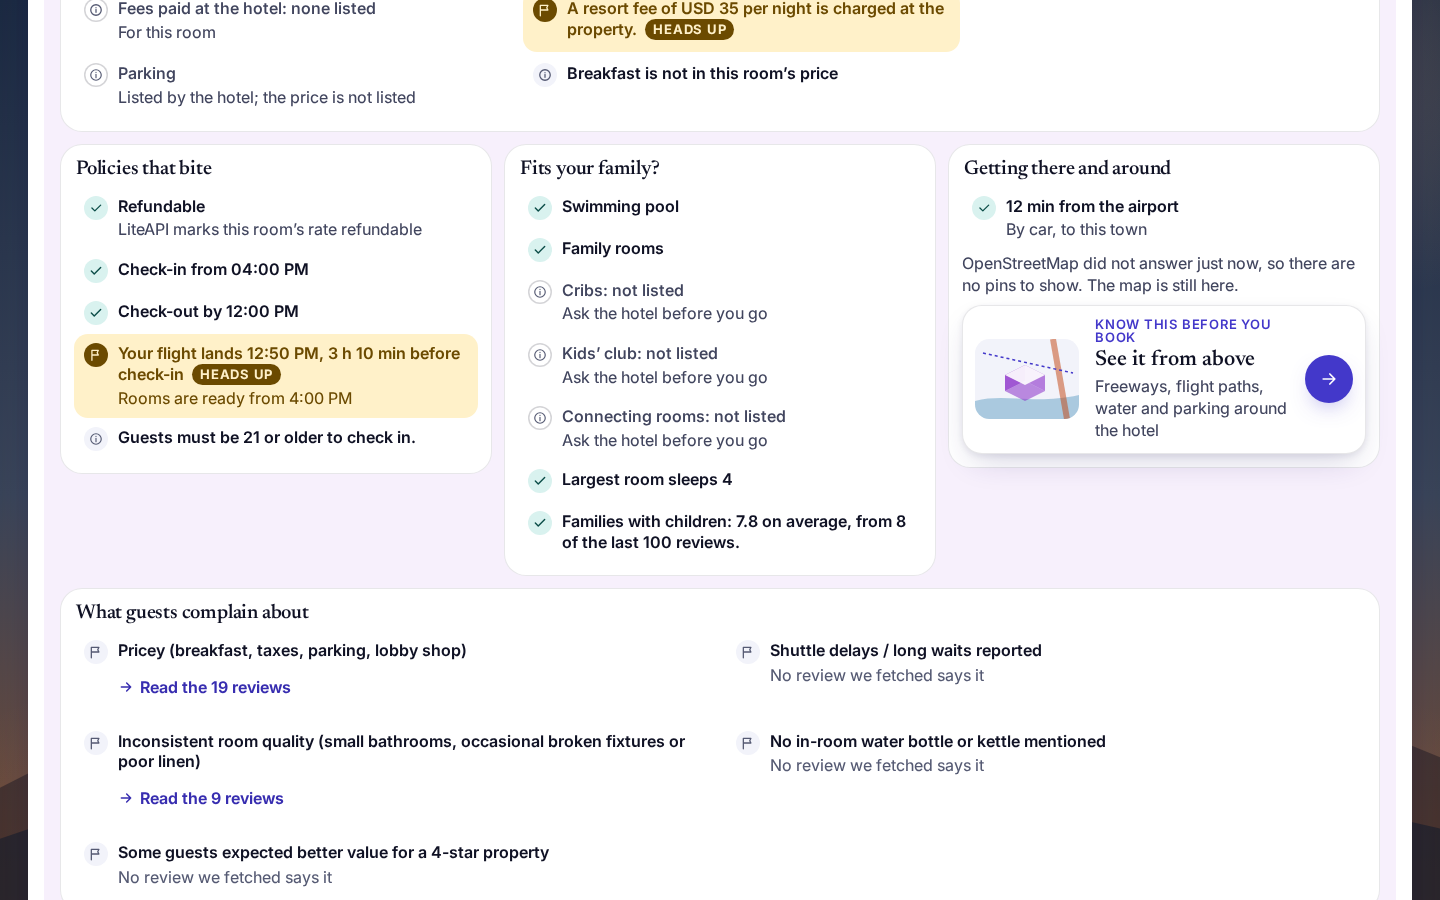 Fees paid at the hotel: none listed
For this room
A resort fee of USD 35 per night is charged at the
property. HEADS UP
Parking
Listed by the hotel; the price is not listed
Breakfast is not in this room’s price
Policies that bite
Refundable
LiteAPI marks this room’s rate refundable
Check-in from 04:00 PM
Check-out by 12:00 PM
Your flight lands 12:50 PM, 3 h 10 min before
check-in HEADS UP
Rooms are ready from 4:00 PM
Guests must be 21 or older to check in.
Fits your family?
Swimming pool
Family rooms
Cribs: not listed
Ask the hotel before you go
Kids’ club: not listed
Ask the hotel before you go
Connecting rooms: not listed
Ask the hotel before you go
Largest room sleeps 4
Families with children: 7.8 on average, from 8
of the last 100 reviews.
Getting there and around
12 min from the airport
By car, to this town
OpenStreetMap did not answer just now, so there are
no pins to show. The map is still here.
KNOW THIS BEFORE YOU
BOOK
See it from above
Freeways, flight paths,
water and parking around
the hotel
What guests complain about
Pricey (breakfast, taxes, parking, lobby shop)
Read the 19 reviews
Shuttle delays / long waits reported
No review we fetched says it
Inconsistent room quality (small bathrooms, occasional broken fixtures or
poor linen)
Read the 9 reviews
No in-room water bottle or kettle mentioned
No review we fetched says it
Some guests expected better value for a 4-star property
No review we fetched says it